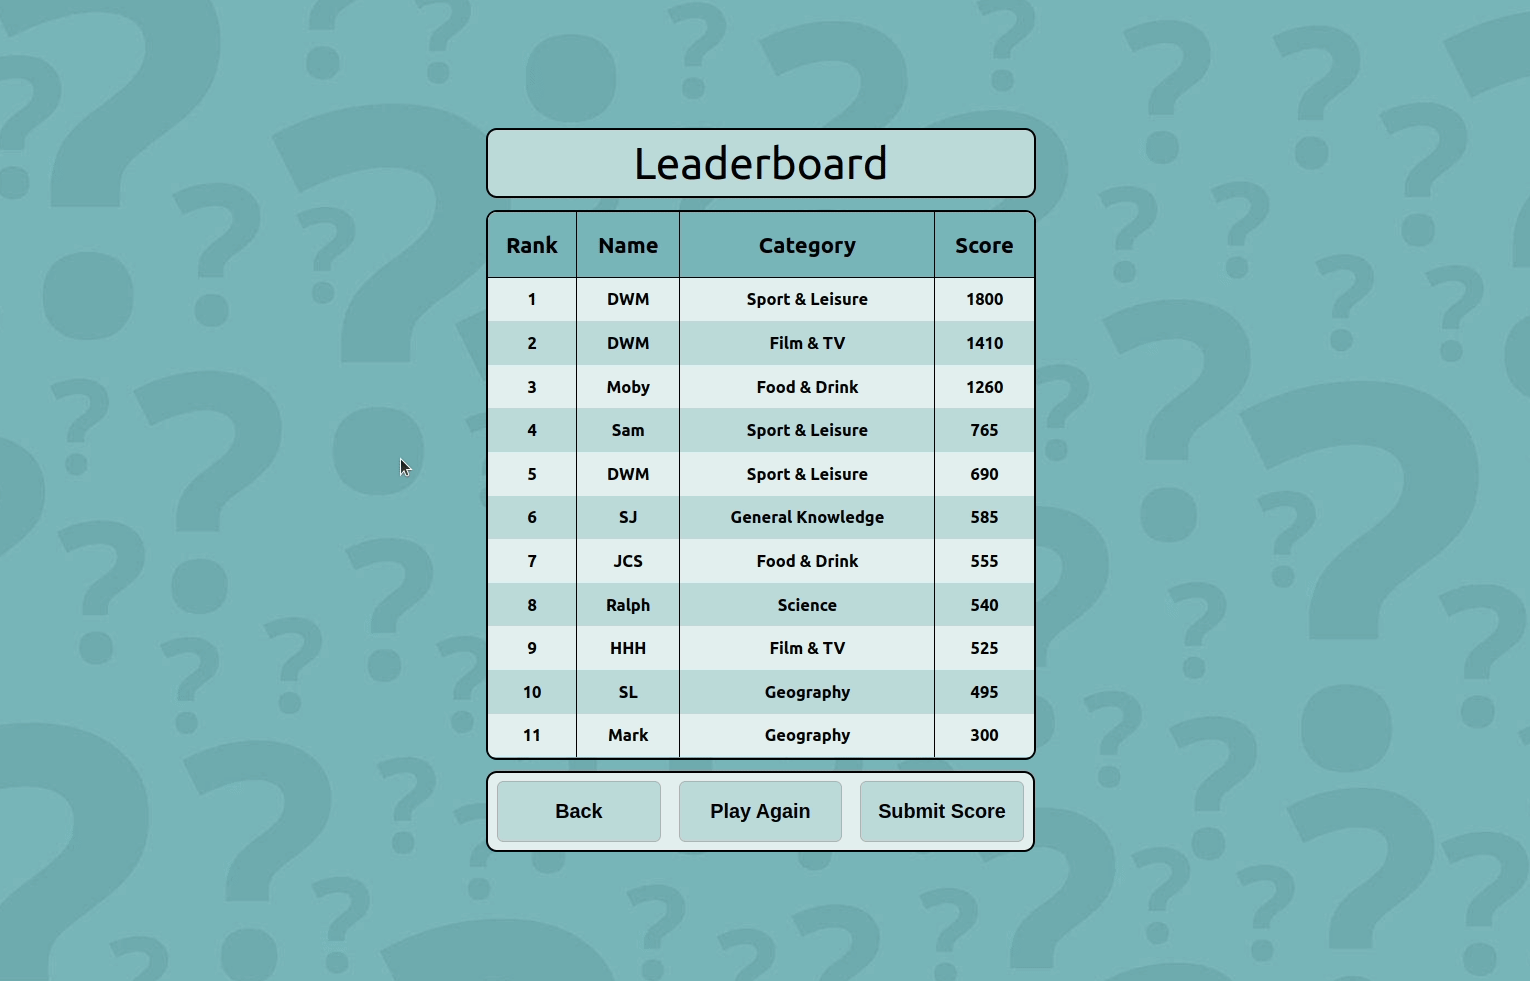 Leaderboard
Rank Name Category Score
1 DWM Sport & Leisure 1800
2 DWM Film & TV 1410
3 Moby Food & Drink 1260
4 Sam Sport & Leisure 765
5 DWM Sport & Leisure 690
6 SJ General Knowledge 585
7 JCS Food & Drink 555
8 Ralph Science 540
9 HHH Film & TV 525
10 SL Geography 495
11 Mark Geography 300
Back Play Again Submit Score